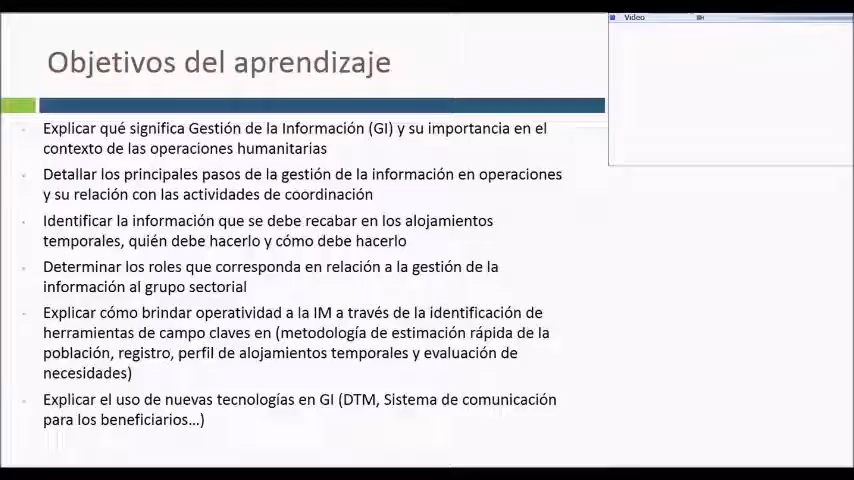 Video
Objetivos del aprendizaje
Explicar qué significa Gestión de la Información (GI) y su importancia en el
contexto de las operaciones humanitarias
Detallar los principales pasos de la gestión de la información en operaciones
y su relación con las actividades de coordinación
Identificar la información que se debe recabar en los alojamientos
temporales, quién debe hacerlo y cómo debe hacerlo
Determinar los roles que corresponda en relación a la gestión de la
información al grupo sectorial
Explicar cómo brindar operatividad a la IM a través de la identificación de
herramientas de campo claves en (metodología de estimación rápida de la
población, registro, perfil de alojamientos temporales y evaluación de
necesidades)
Explicar el uso de nuevas tecnologías en GI (DTM, Sistema de comunicación
para los beneficiarios…)